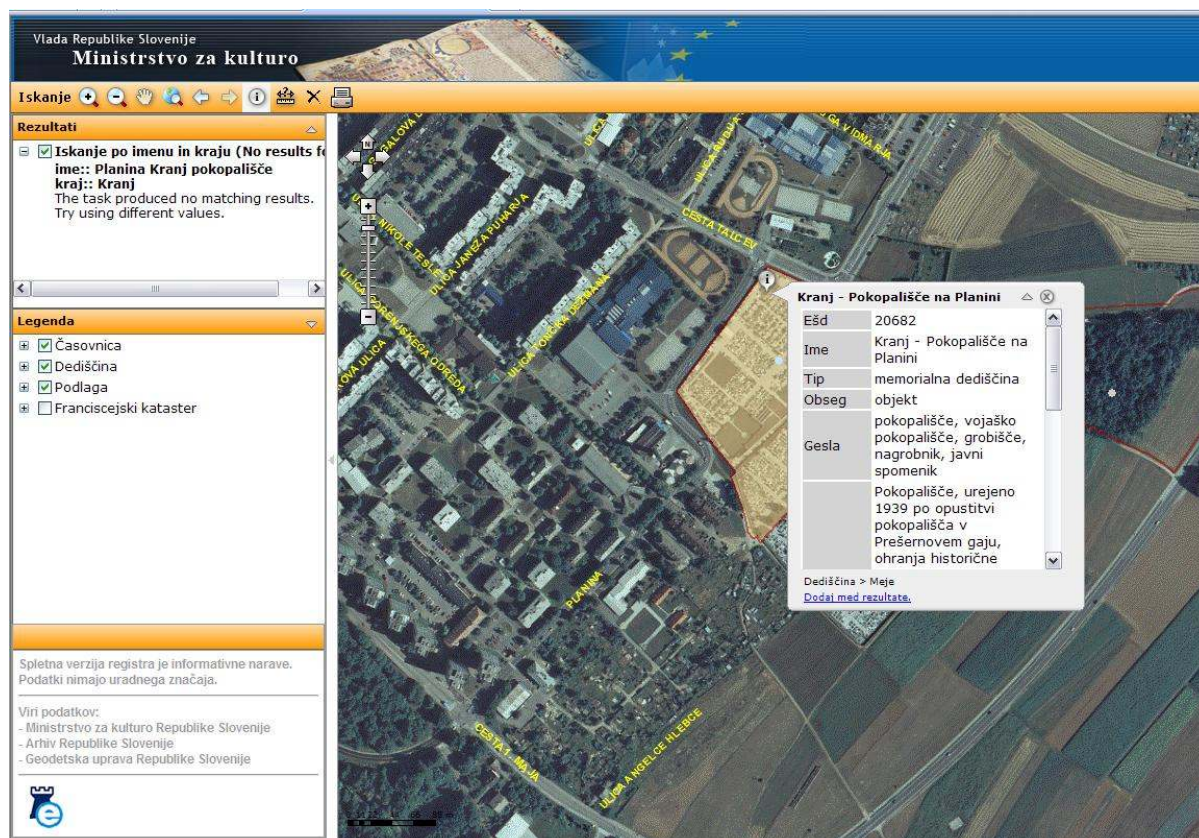 Vlada Republike Slovenije
Ministrstvo za kulturo
Iskanje
Rezultati
Iskanje po imenu in kraju (No results fo
ime:: Planina Kranj pokopališče
kraj:: Kranj
The task produced no matching results.
Try using different values.
Legenda
Časovnica
Dediščina
Podlaga
Franciscejski kataster
Spletna verzija registra je informativne narave.
Podatki nimajo uradnega značaja.
Viri podatkov:
- Ministrstvo za kulturo Republike Slovenije
- Arhiv Republike Slovenije
- Geodetska uprava Republike Slovenije
e
N
CESTA TALCEV
ULICA RUDIJA
NIKOLE TESLE
ULICA JANEZA PUHARJA
ULICA GORENJSKEGA ODREDA
ULICA TONČKA DEŽMANA
PLANINA
CESTA 1. MAJA
ULICA ANGELCE HLEBCE
Kranj - Pokopališče na Planini
Ešd 20682
Ime Kranj - Pokopališče na
Planini
Tip memorialna dediščina
Obseg objekt
Gesla pokopališče, vojaško
pokopališče, grobišče,
nagrobnik, javni
spomenik
Pokopališče, urejeno
1939 po opustitvi
pokopališča v
Prešernovem gaju,
ohranja historične
Dediščina > Meje
Dodaj med rezultate.